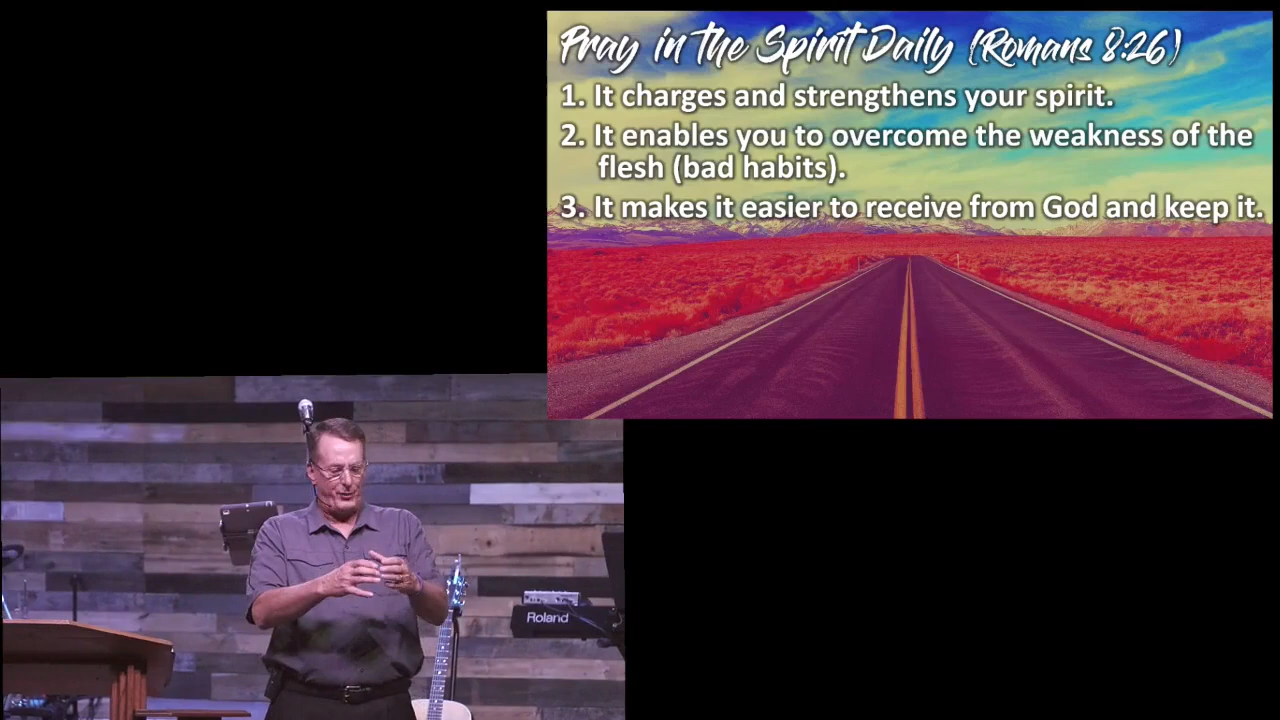 Pray in the Spirit Daily (Romans 8:26)
1. It charges and strengthens your spirit.
2. It enables you to overcome the weakness of the
flesh (bad habits).
3. It makes it easier to receive from God and keep it.
Roland